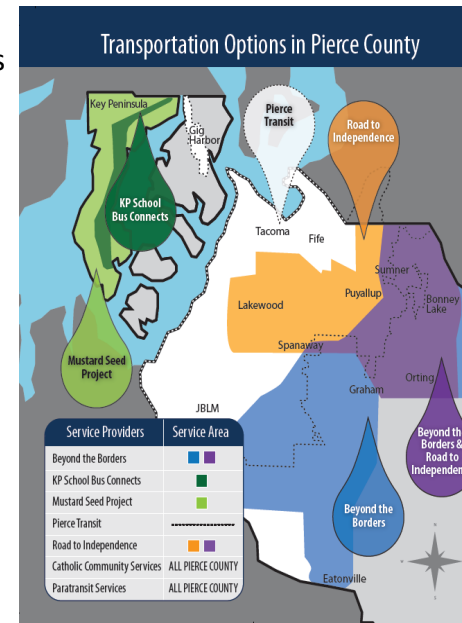 s
Transportation Options in Pierce County
Key Peninsula
Gig
Harbor
Pierce
Transit
Road to
Independence
KP School
Bus Connects
Tacoma
Fife
Sumner
Puyallup
Bonney
Lake
Lakewood
Spanaway
Mustard Seed
Project
Graham
Orting
JBLM
Beyond th
Borders &
Road to
Independen
Beyond the
Borders
Eatonville
Service Providers Service Area
Beyond the Borders
KP School Bus Connects
Mustard Seed Project
Pierce Transit
Road to Independence
Catholic Community Services ALL PIERCE COUNTY
Paratransit Services ALL PIERCE COUNTY